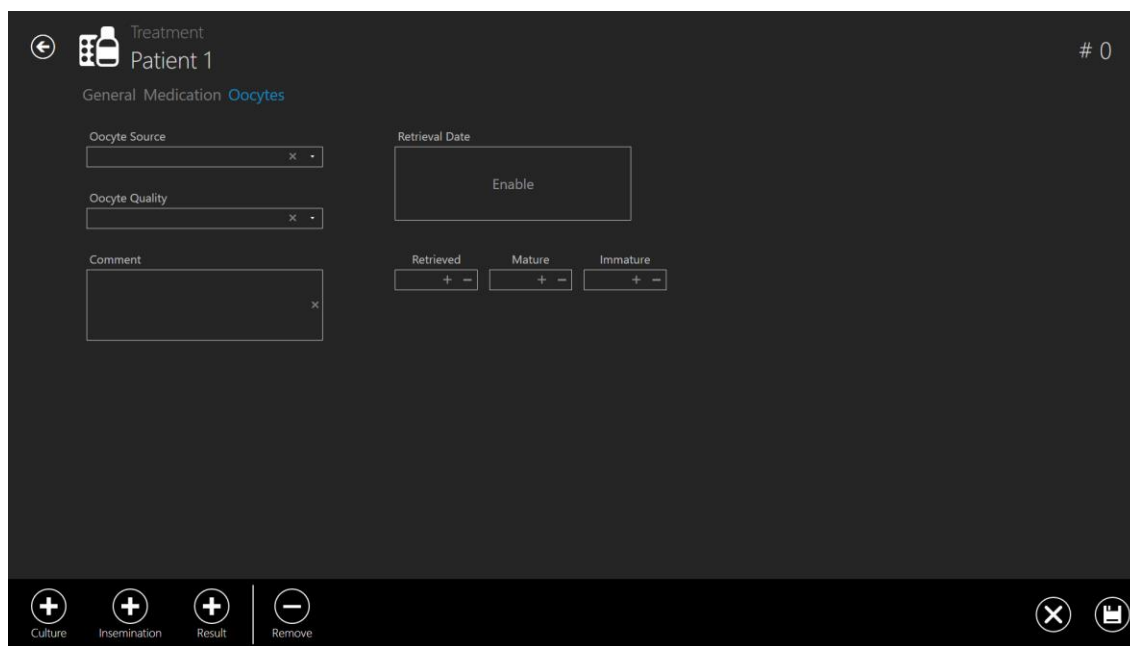 Treatment
Patient 1
# 0
General Medication Oocytes
Oocyte Source
Retrieval Date
Enable
Oocyte Quality
Comment
Retrieved Mature Immature
Culture Insemination Result Remove